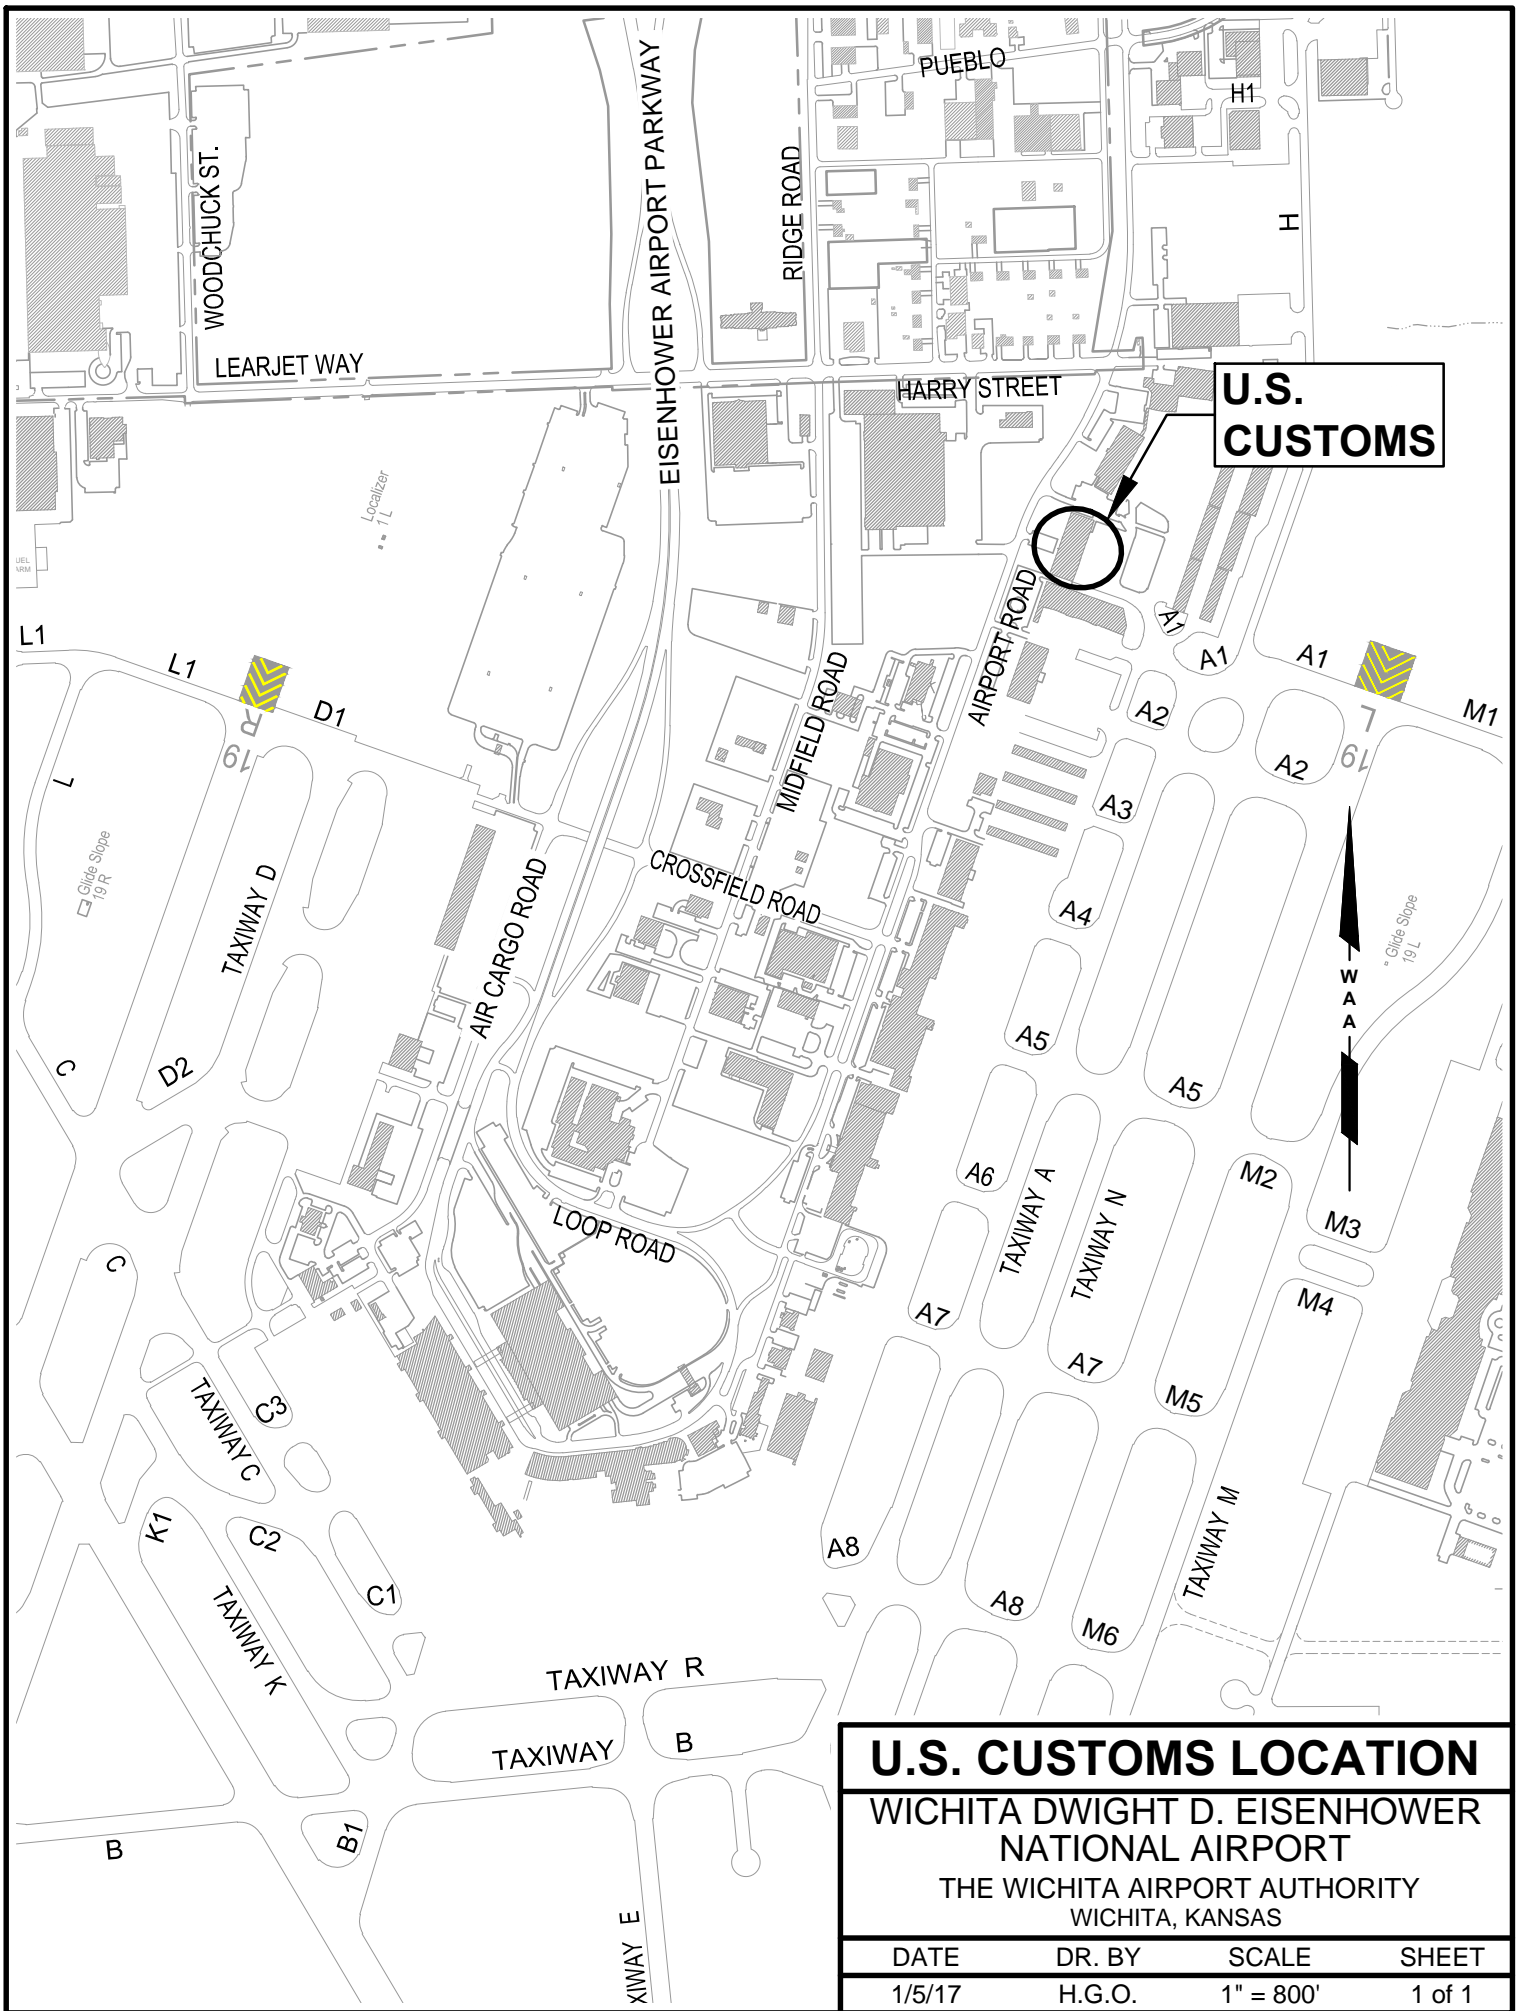 PUEBLO
H1
WOODCHUCK ST.
EISENHOWER AIRPORT PARKWAY
RIDGE ROAD
H
LEARJET WAY
HARRY STREET
U.S.
CUSTOMS
Localizer
1 L
UEL
ARM
L1
L1
D1
19 R
L
Glide Slope
19 R
TAXIWAY D
AIR CARGO ROAD
CROSSFIELD ROAD
MIDFIELD ROAD
AIRPORT ROAD
A1
A1
A1
M1
A2
A2
19 L
A3
A4
Glide Slope
19 L
W
A
A
A5
A5
C
D2
A6
TAXIWAY A
TAXIWAY N
M2
M3
M4
LOOP ROAD
C
A7
A7
M5
TAXIWAY C
C3
K1
C2
C1
TAXIWAY K
A8
A8
M6
TAXIWAY M
TAXIWAY R
TAXIWAY B
B
B1
XIWAY E
U.S. CUSTOMS LOCATION
WICHITA DWIGHT D. EISENHOWER
NATIONAL AIRPORT
THE WICHITA AIRPORT AUTHORITY
WICHITA, KANSAS
DATE DR. BY SCALE SHEET
1/5/17 H.G.O. 1" = 800' 1 of 1